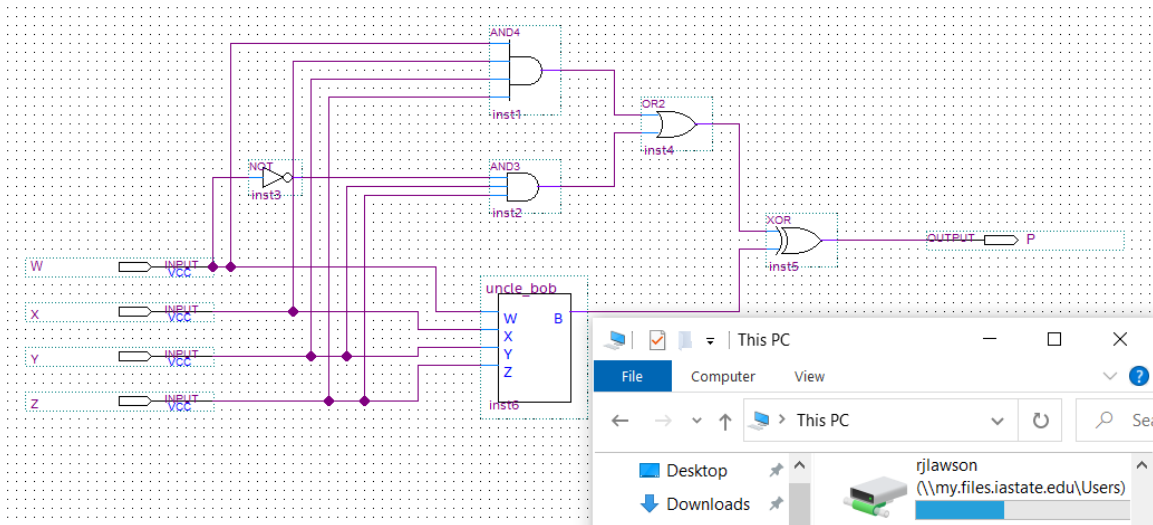 AND4
inst1
OR2
inst4
NOT
inst3
AND3
inst2
XOR
inst5
OUTPUT
P
W
INPUT
VCC
X
INPUT
VCC
Y
INPUT
VCC
Z
INPUT
VCC
uncle_bob
W B
X
Y
Z
inst6
This PC
File Computer View
This PC
Sea
Desktop
Downloads
rjlawson
(\\my.files.iastate.edu\Users)